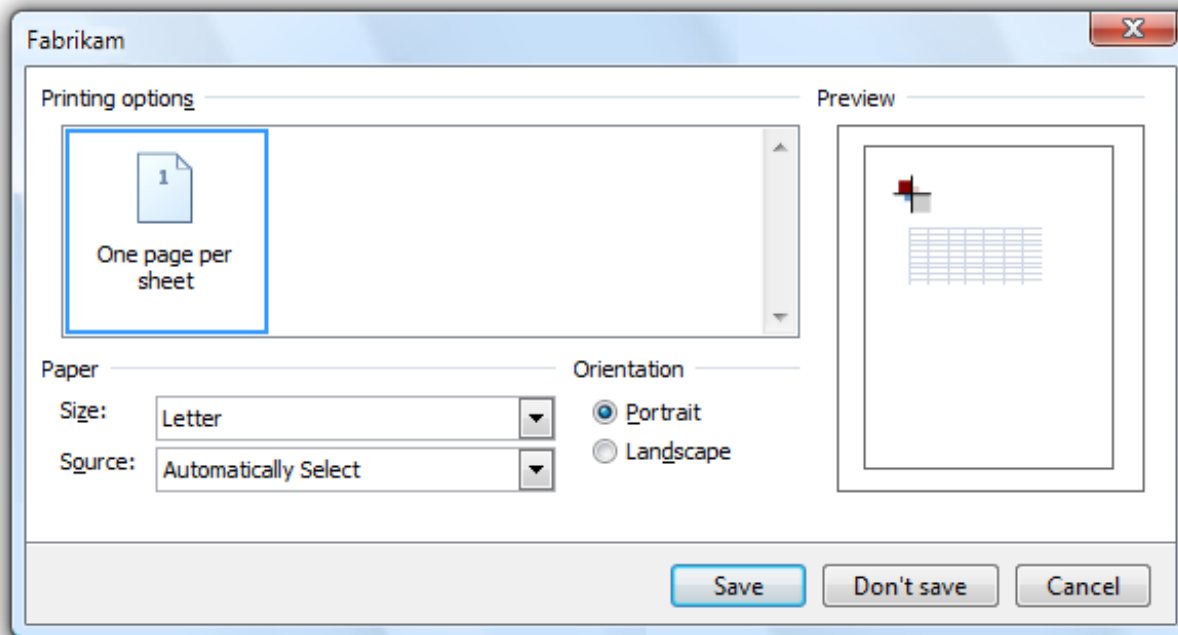 Fabrikam
X
Printing options
Preview
1
One page per
sheet
Paper
Orientation
Size:
Letter
Portrait
Source:
Automatically Select
Landscape
Save
Don't save
Cancel